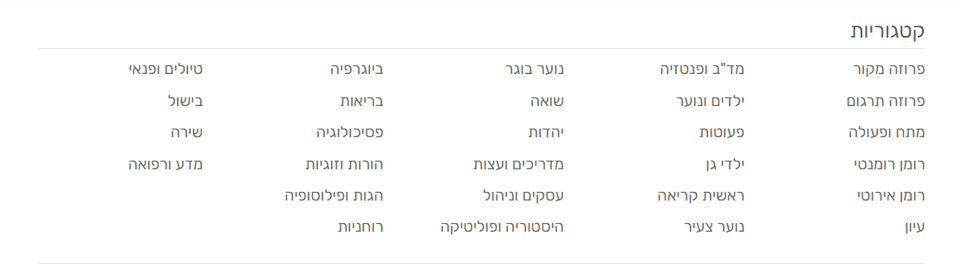 קטגוריות
פרוזה מקור
פרוזה תרגום
מתח ופעולה
רומן רומנטי
רומן אירוטי
עיון
מד"ב ופנטזיה
ילדים ונוער
פעוטות
ילדי גן
ראשית קריאה
נוער צעיר
נוער בוגר
שואה
יהדות
מדריכים ועצות
עסקים וניהול
היסטוריה ופוליטיקה
ביוגרפיה
בריאות
פסיכולוגיה
הורות וזוגיות
הגות ופילוסופיה
רוחניות
טיולים ופנאי
בישול
שירה
מדע ורפואה